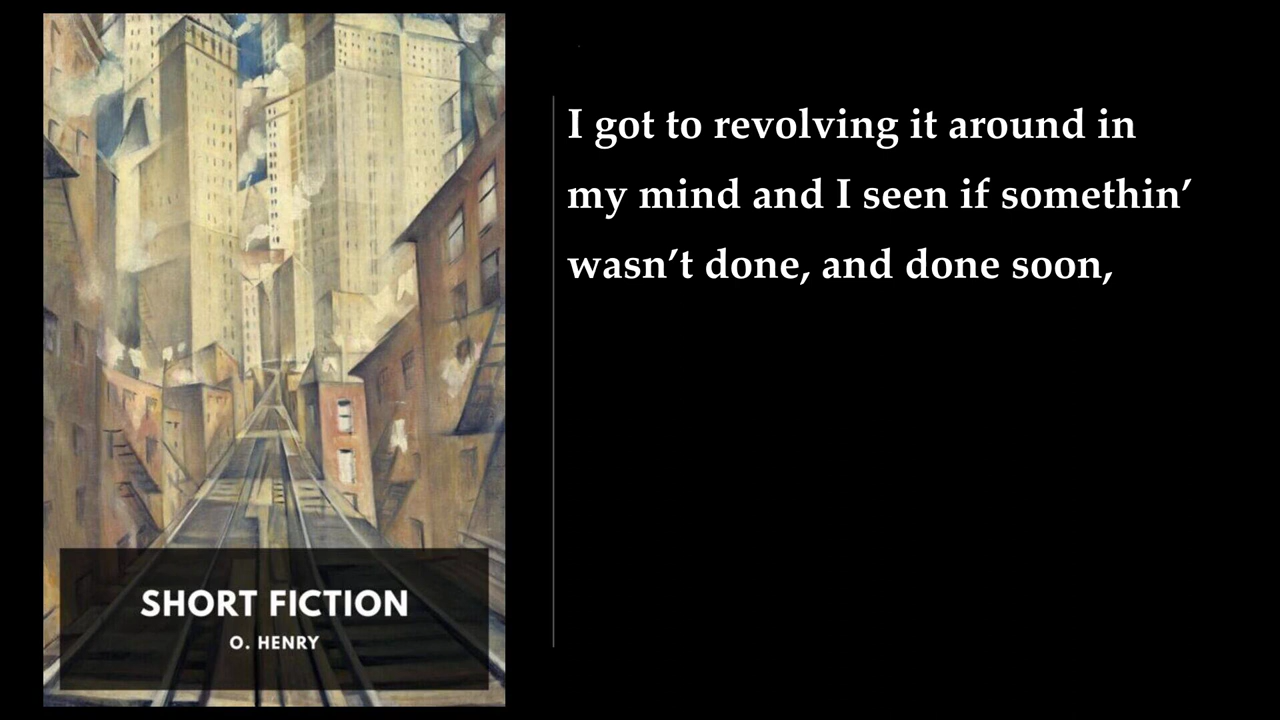 SHORT FICTION
O. HENRY
I got to revolving it around in
my mind and I seen if somethin’
wasn’t done, and done soon,